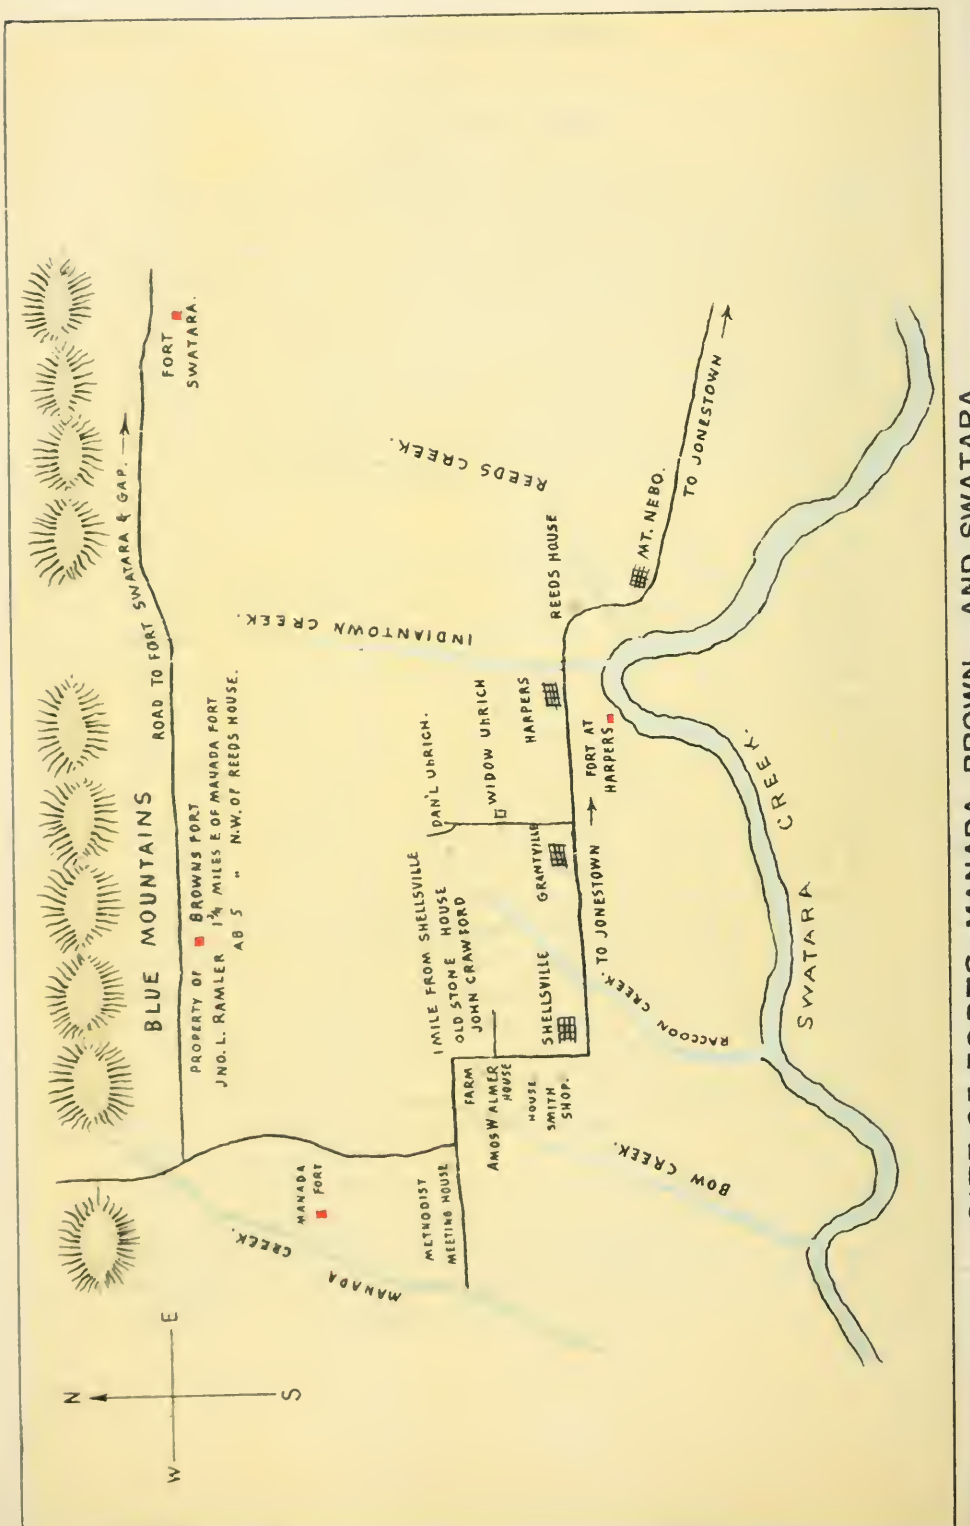 N
W E
S
BLUE MOUNTAINS
ROAD TO FORT SWATARA & GAP.
FORT
SWATARA.
PROPERTY OF BROWNS FORT
JNO. L. RAMLER 1¾ MILES E OF MANADA FORT
AB 5 " N.W. OF REEDS HOUSE.
MANADA
FORT
MANADA CREEK.
METHODIST
MEETING HOUSE
INDIANTOWN CREEK.
REEDS CREEK.
1 MILE FROM SHELLSVILLE
OLD STONE HOUSE
JOHN CRAWFORD
DAN'L UHRICH.
WIDOW UHRICH
FARM
AMOS WALMER
HOUSE
HOUSE
SMITH
SHOP.
SHELLSVILLE
GRANTVILLE
HARPERS
REEDS HOUSE
TO JONESTOWN
FORT AT
HARPERS
MT. NEBO.
TO JONESTOWN
BOW CREEK.
RACCOON CREEK.
SWATARA CREEK.
MANADA, BROWN, AND SWATARA